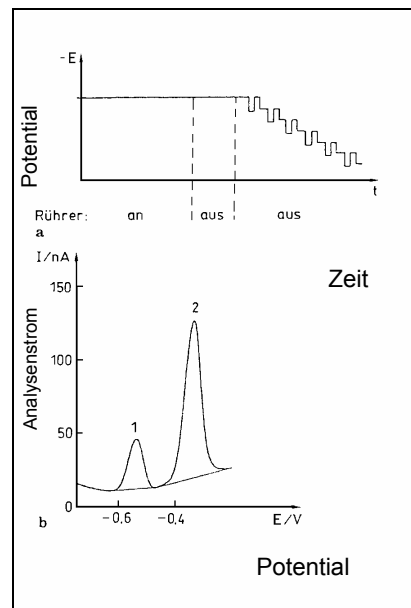 -E
Potential
t
Rührer: an aus aus
a
I/nA
Zeit
150
2
100
Analysenstrom
1
50
0
-0,6 -0,4 E/V
b
Potential